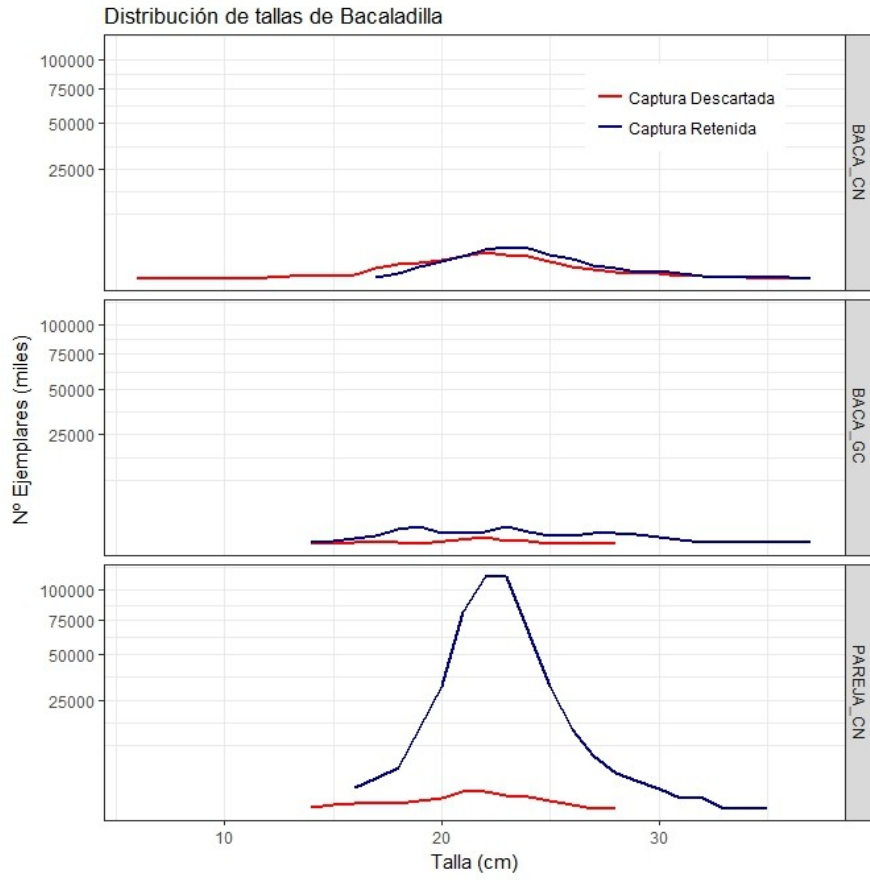 Distribución de tallas de Bacaladilla
100000
75000
50000
25000
Captura Descartada
Captura Retenida
BACA_CN
100000
75000
50000
25000
BACA_GC
100000
75000
50000
25000
PAREJA_CN
Nº Ejemplares (miles)
10
20
30
Talla (cm)